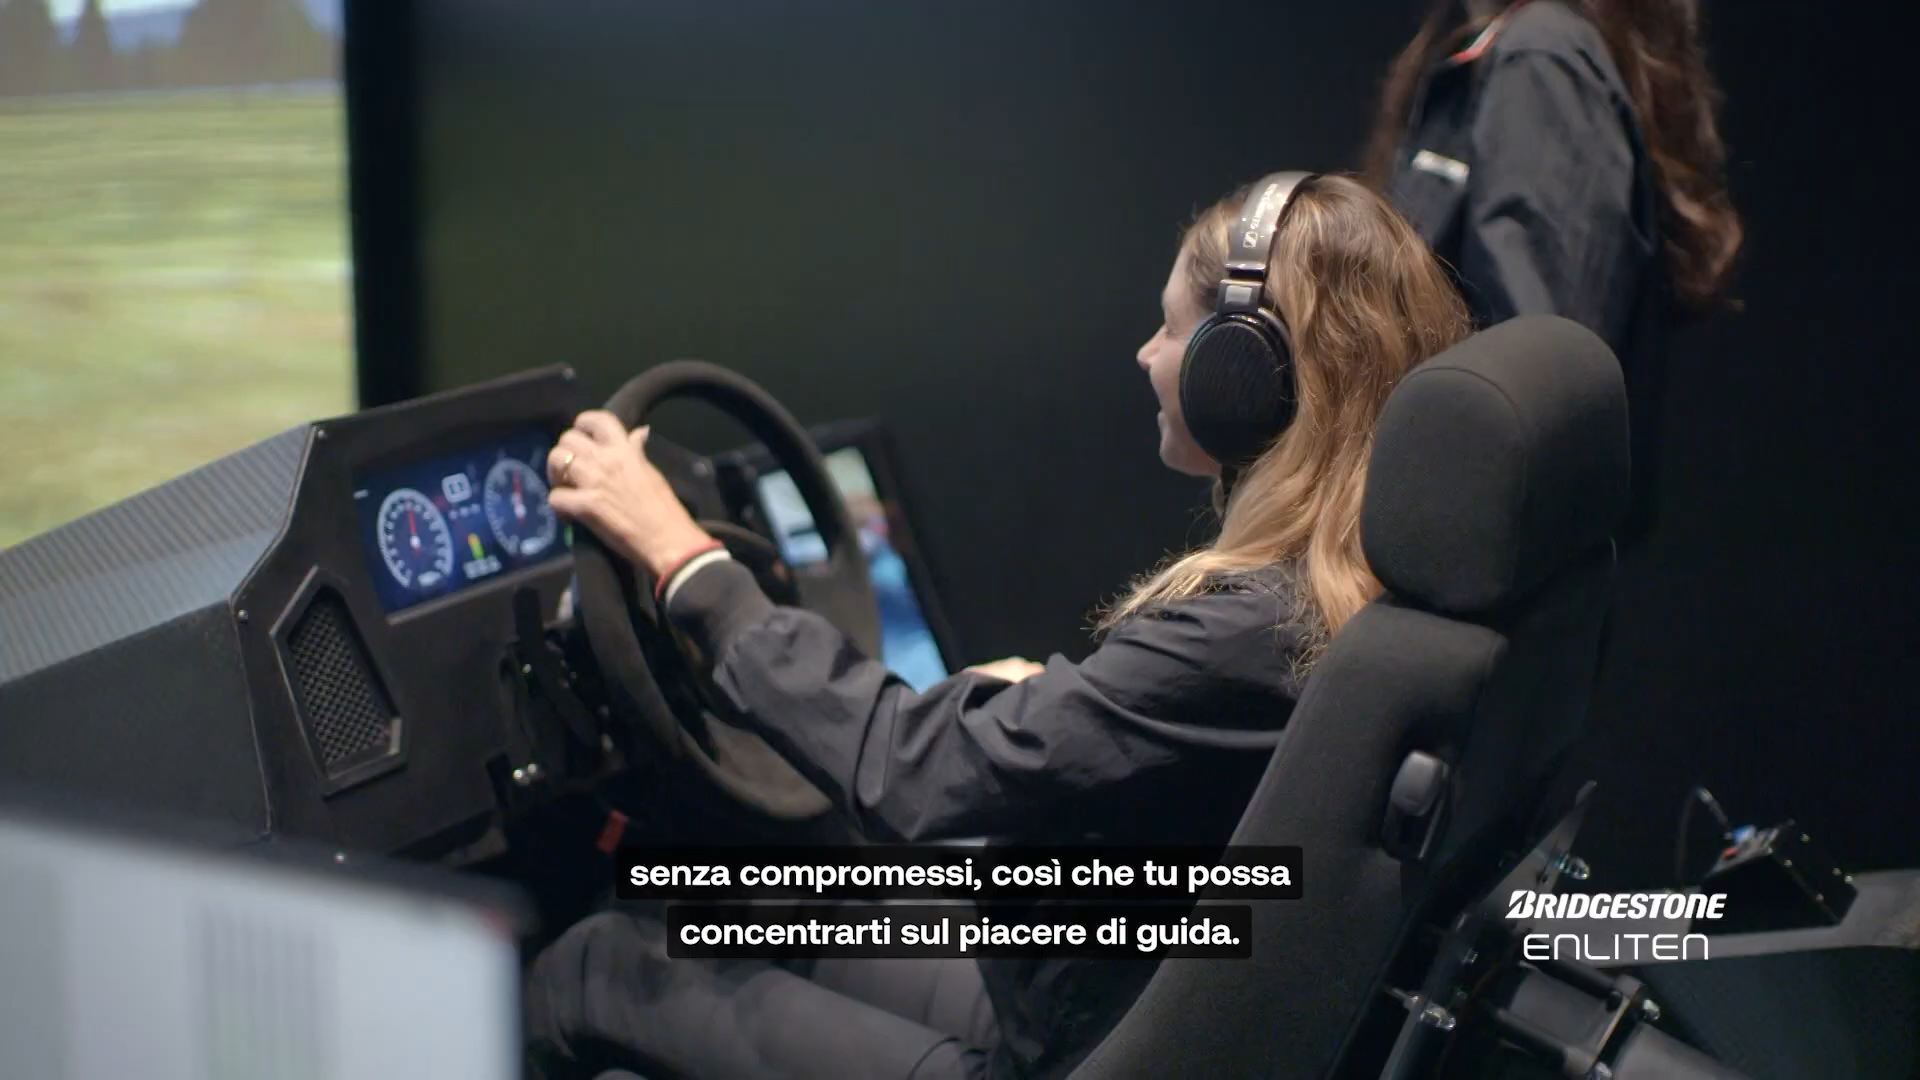 senza compromessi, così che tu possa
concentrarti sul piacere di guida.
BRIDGESTONE
ENLITEN